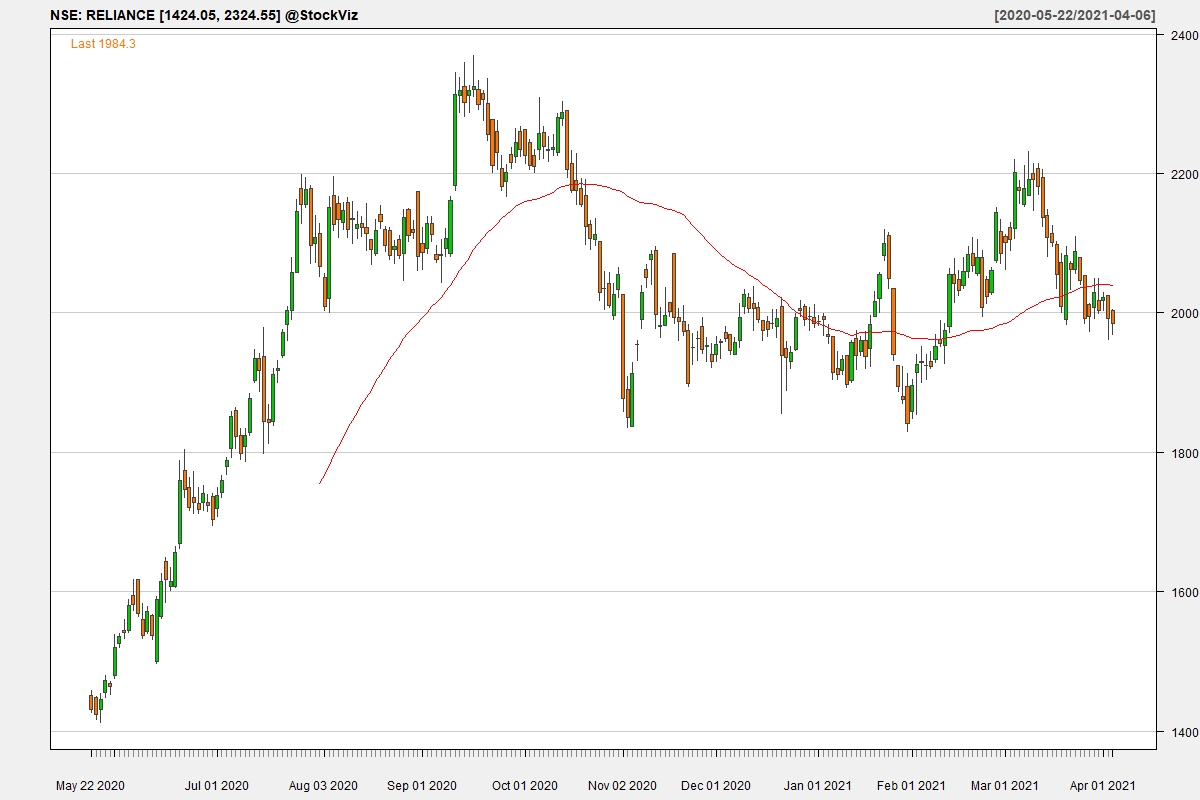 NSE: RELIANCE [1424.05, 2324.55] @StockViz
[2020-05-22/2021-04-06]
Last 1984.3
2400
2200
2000
1800
1600
1400
May 22 2020 Jul 01 2020 Aug 03 2020 Sep 01 2020 Oct 01 2020 Nov 02 2020 Dec 01 2020 Jan 01 2021 Feb 01 2021 Mar 01 2021 Apr 01 2021